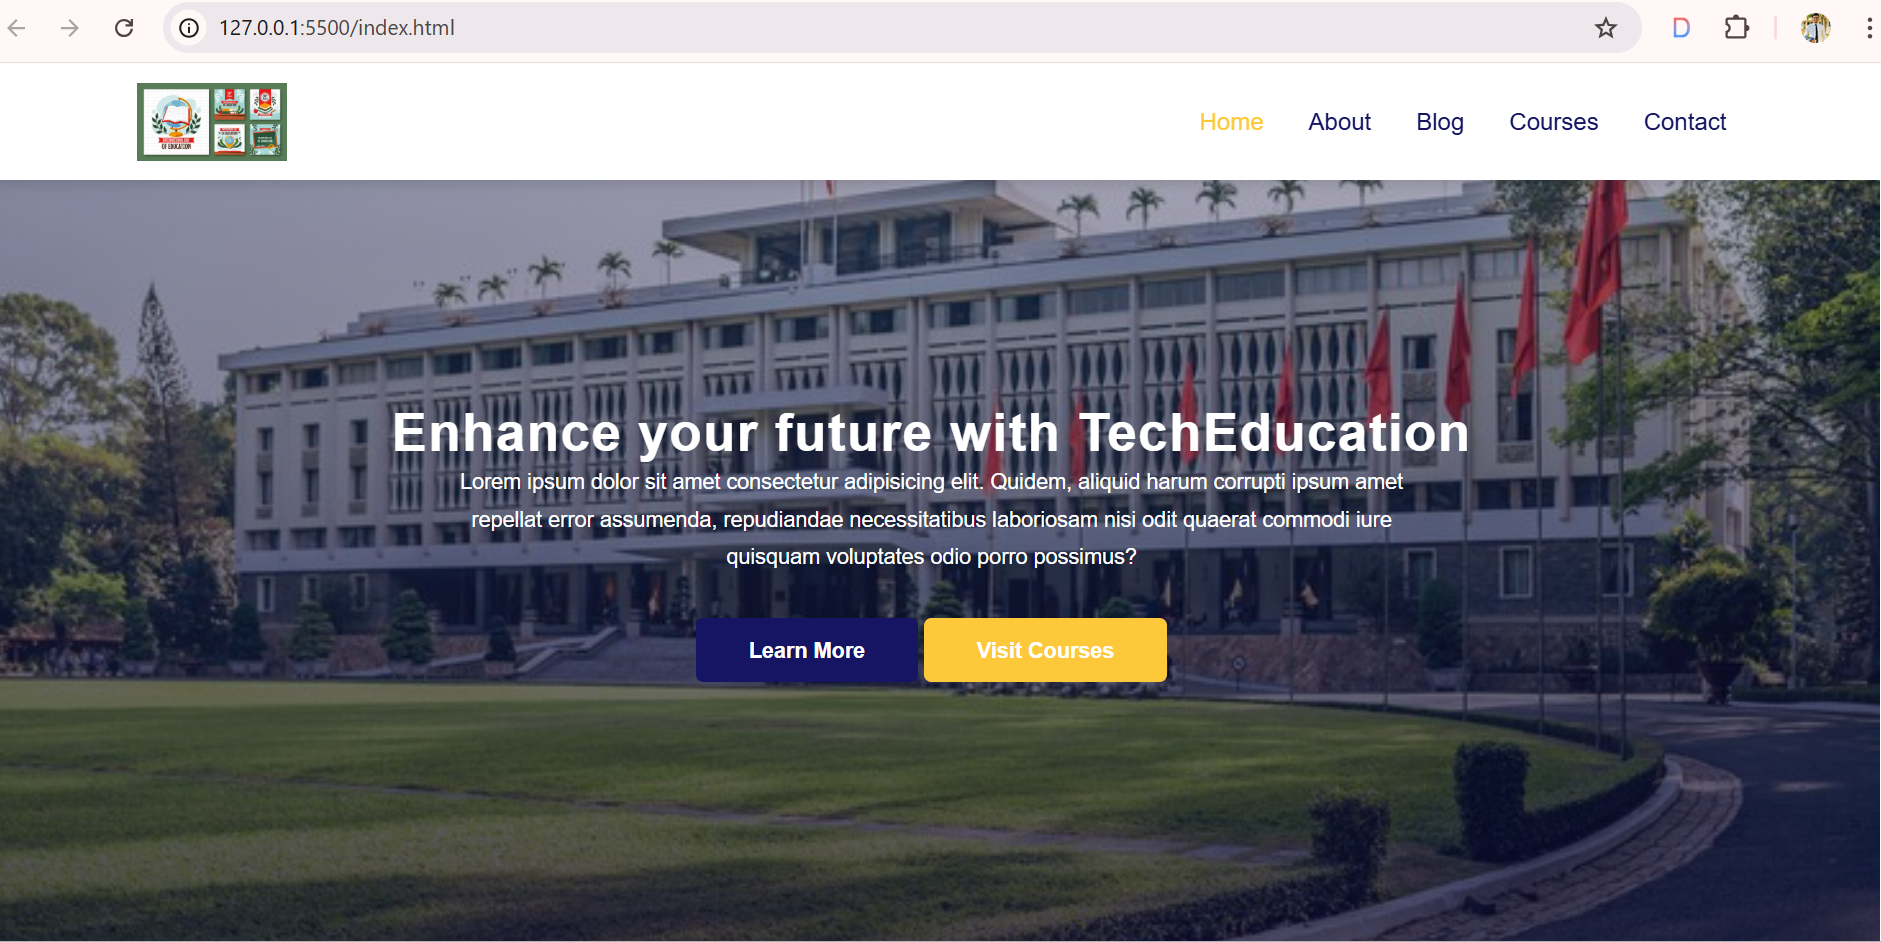 127.0.0.1:5500/index.html
OF EDUCATION
Home About Blog Courses Contact
Enhance your future with TechEducation
Lorem ipsum dolor sit amet consectetur adipisicing elit. Quidem, aliquid harum corrupti ipsum amet
repellat error assumenda, repudiandae necessitatibus laboriosam nisi odit quaerat commodi iure
quisquam voluptates odio porro possimus?
Learn More Visit Courses